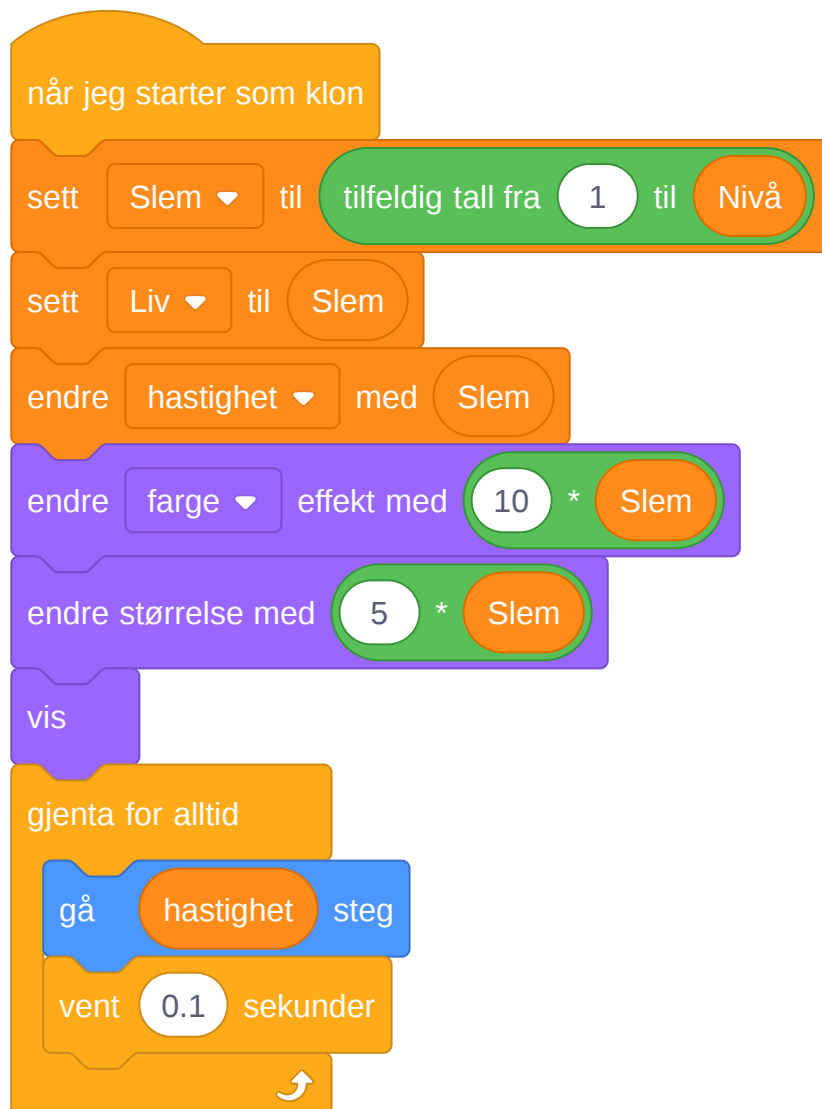 når jeg starter som klon
sett Slem til tilfeldig tall fra 1 til Nivå
sett Liv til Slem
endre hastighet med Slem
endre farge effekt med 10 * Slem
endre størrelse med 5 * Slem
vis
gjenta for alltid
gå hastighet steg
vent 0.1 sekunder